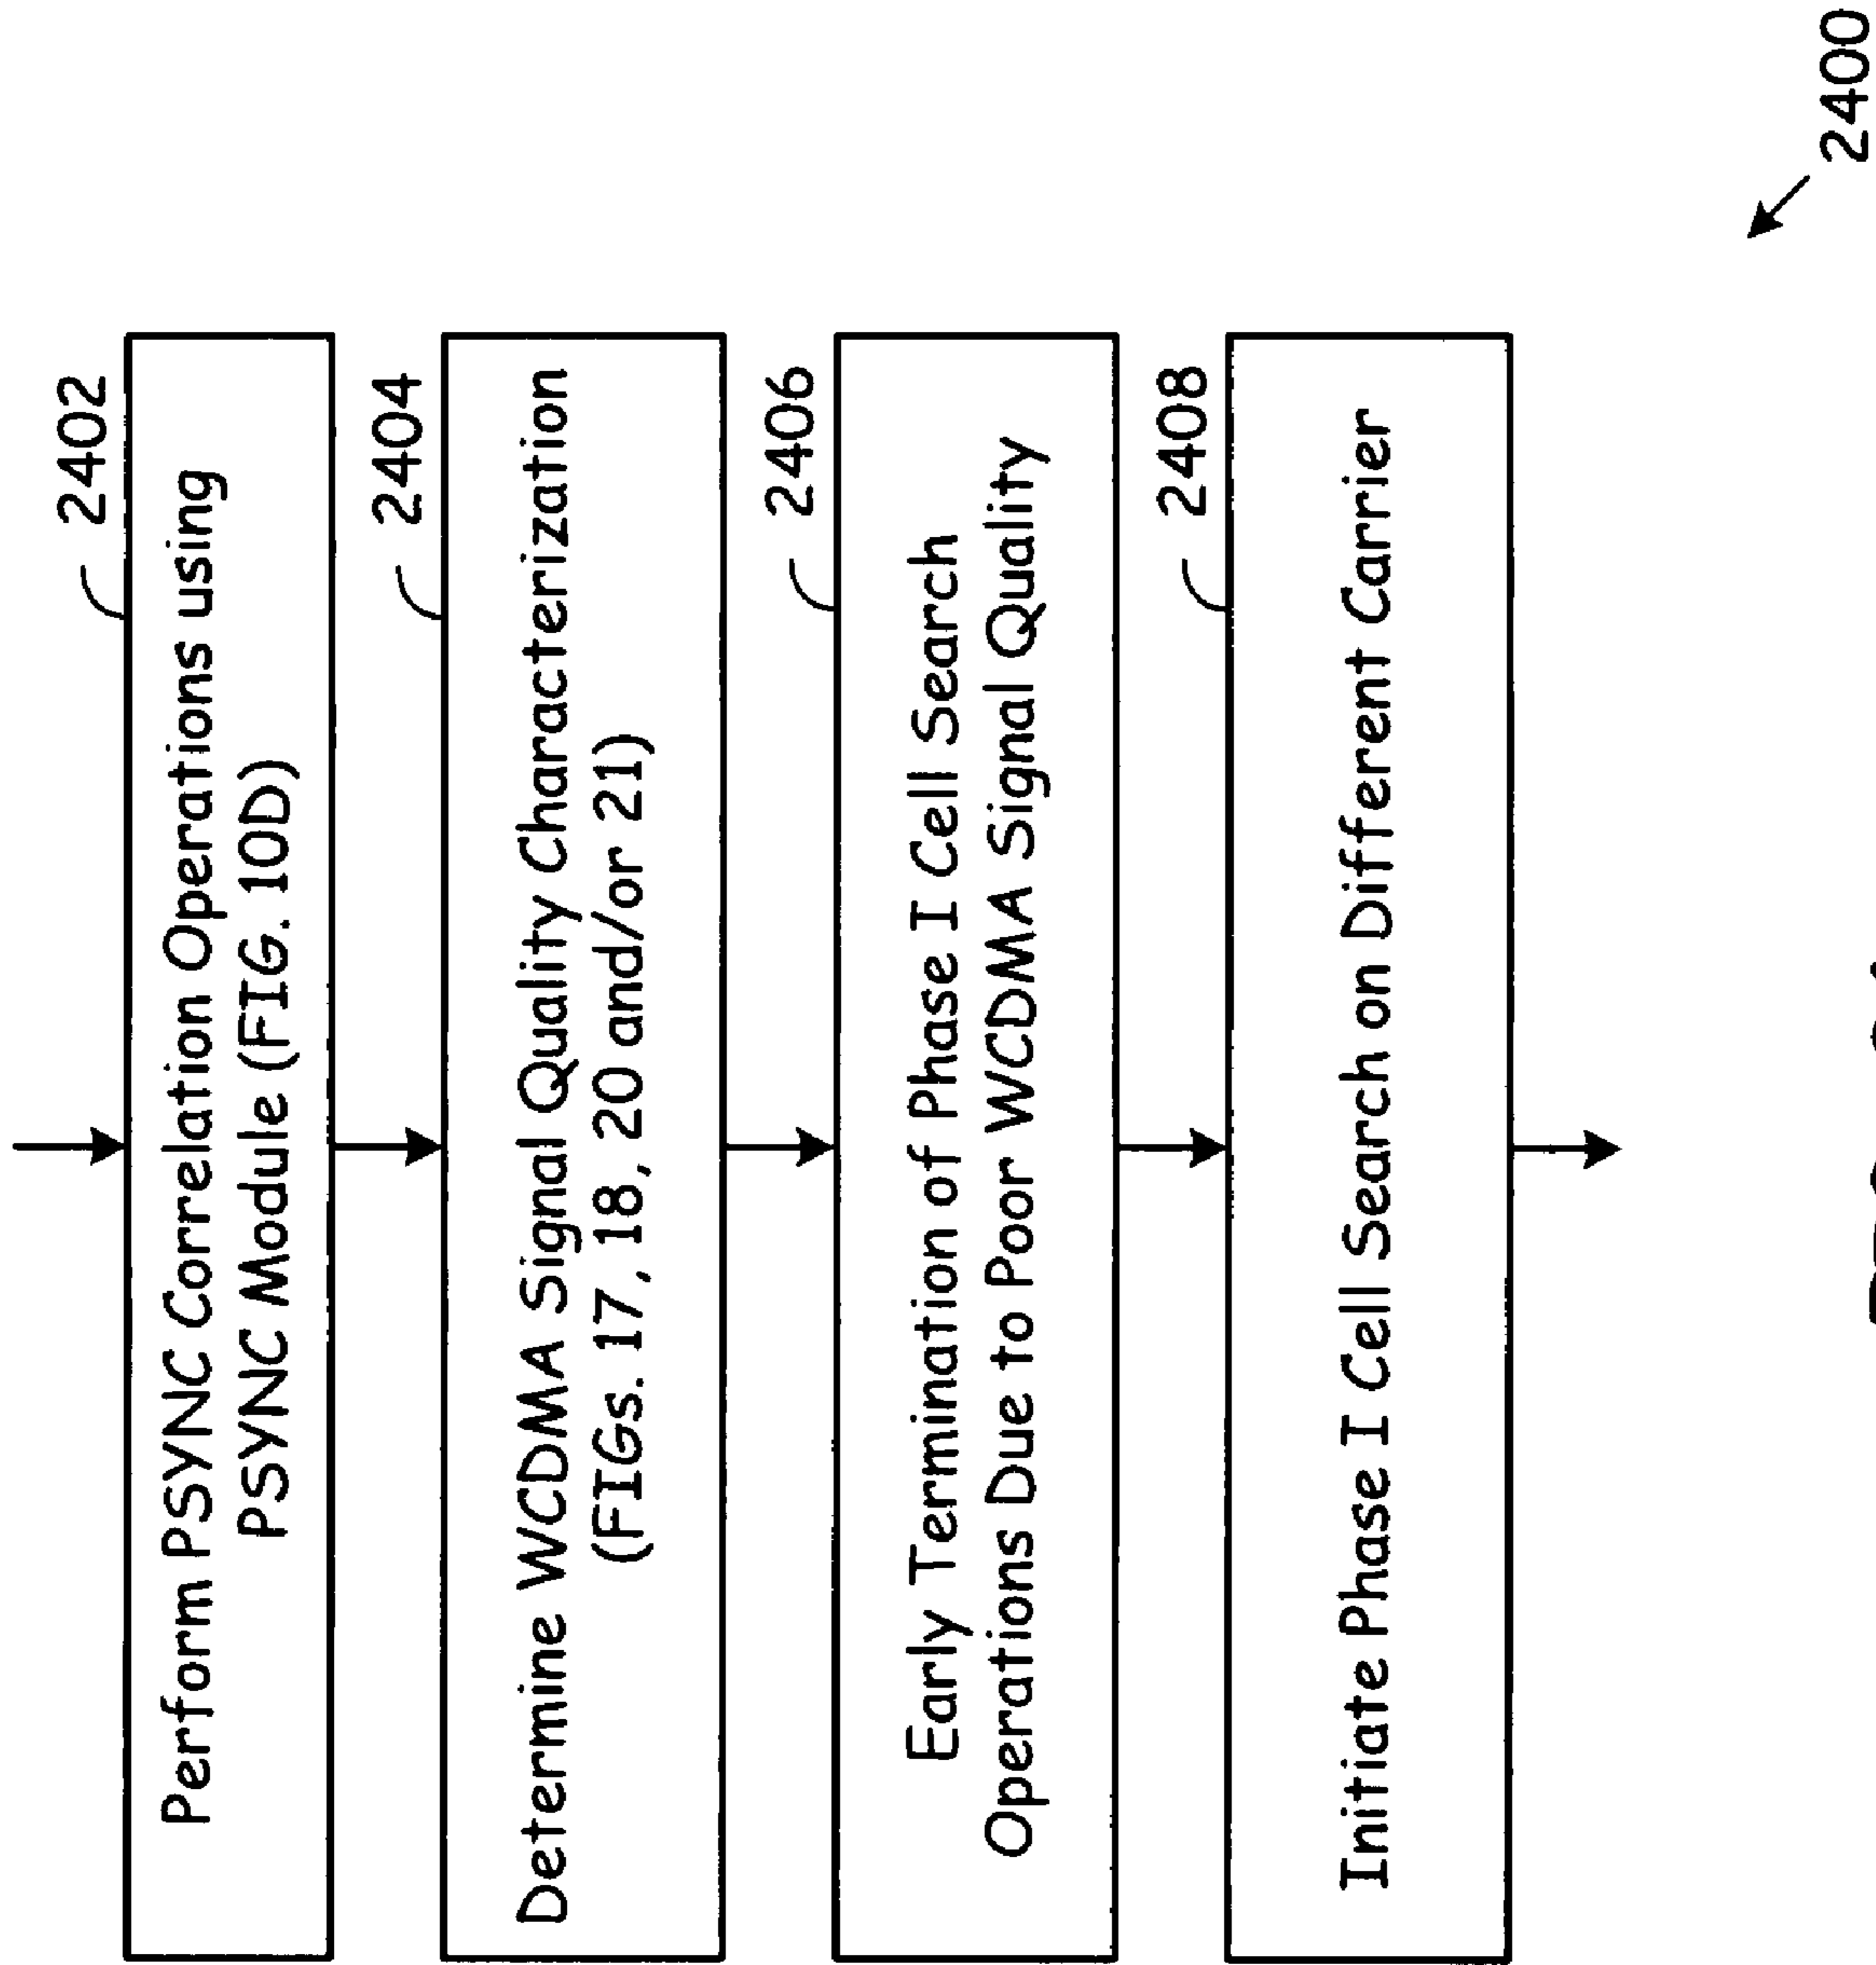 2402
Perform PSYNC Correlation Operations using
PSYNC Module (FIG. 10D)
2404
Determine WCDMA Signal Quality Characterization
(FIGs. 17, 18, 20 and/or 21)
2406
Early Termination of Phase I Cell Search
Operations Due to Poor WCDMA Signal Quality
2408
Initiate Phase I Cell Search on Different Carrier
2400